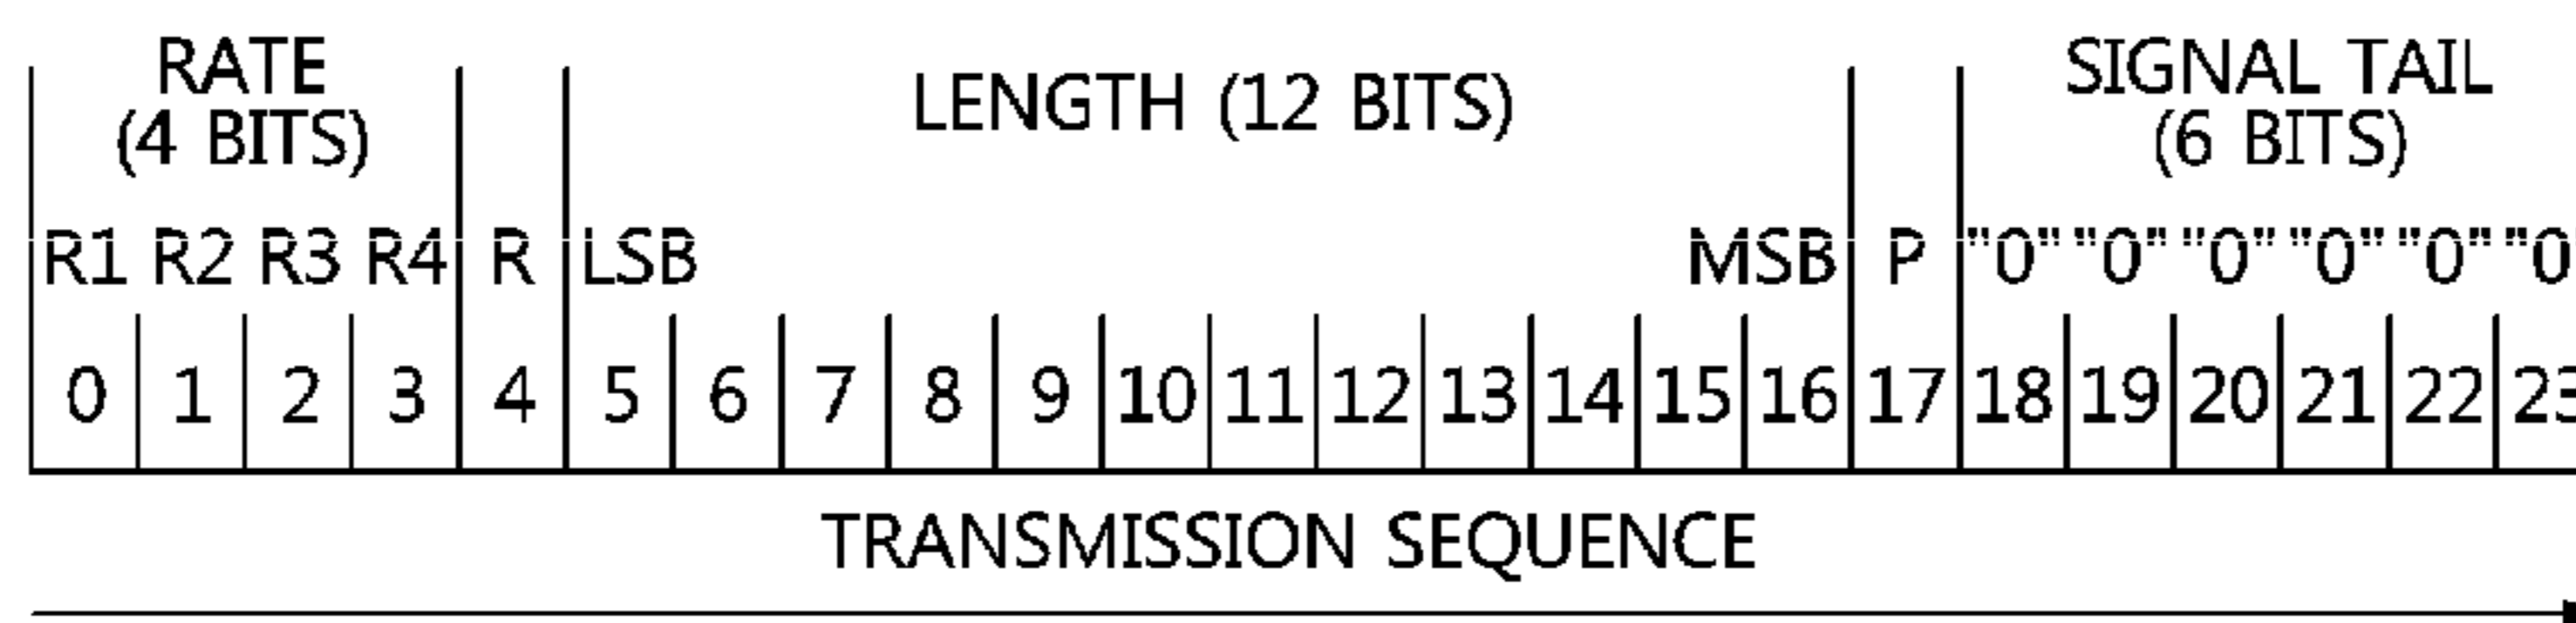 RATE
(4 BITS)
LENGTH (12 BITS)
SIGNAL TAIL
(6 BITS)
R1 R2 R3 R4 R LSB MSB P "0" "0" "0" "0" "0" "0
0 1 2 3 4 5 6 7 8 9 10 11 12 13 14 15 16 17 18 19 20 21 22 23
TRANSMISSION SEQUENCE